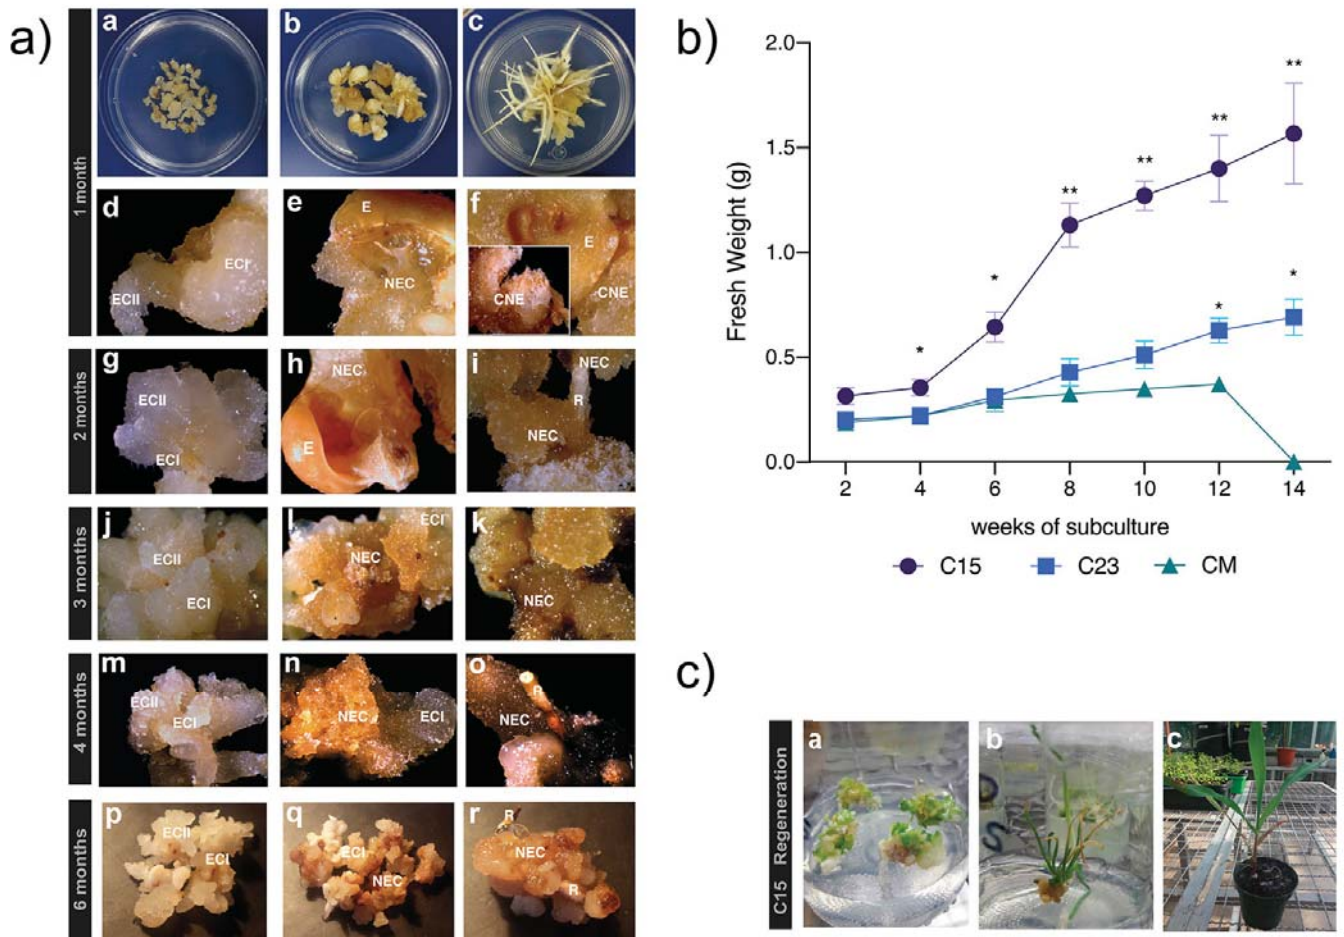 a)
1 month
a
b
c
d
ECI
ECII
e
E
NEC
f
E
CNE
CNE
2 months
g
ECII
ECI
h
NEC
E
i
NEC
R
NEC
3 months
j
ECII
ECI
l
ECI
NEC
k
NEC
4 months
m
ECII
ECI
n
NEC
ECI
o
R
NEC
6 months
p
ECII
ECI
q
ECI
NEC
r
R
NEC
R
b)
Fresh Weight (g)
2.0
1.5
1.0
0.5
0.0
* ** ** ** **
*
* *
2 4 6 8 10 12 14
weeks of subculture
C15 C23 CM
c)
C15 Regeneration
a
b
c